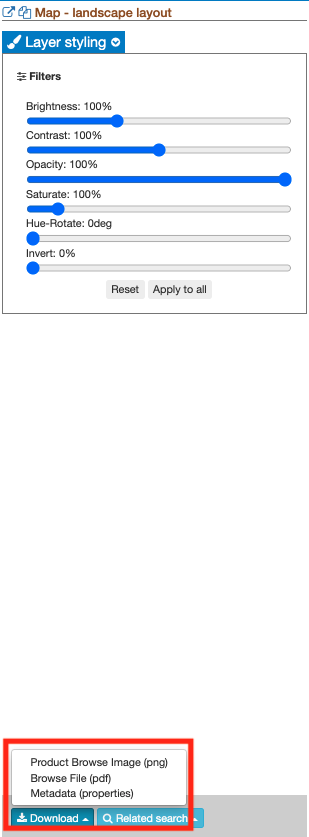 Map - landscape layout
Layer styling
Filters
Brightness: 100%
Contrast: 100%
Opacity: 100%
Saturate: 100%
Hue-Rotate: 0deg
Invert: 0%
Reset Apply to all
Product Browse Image (png)
Browse File (pdf)
Metadata (properties)
Download Related search